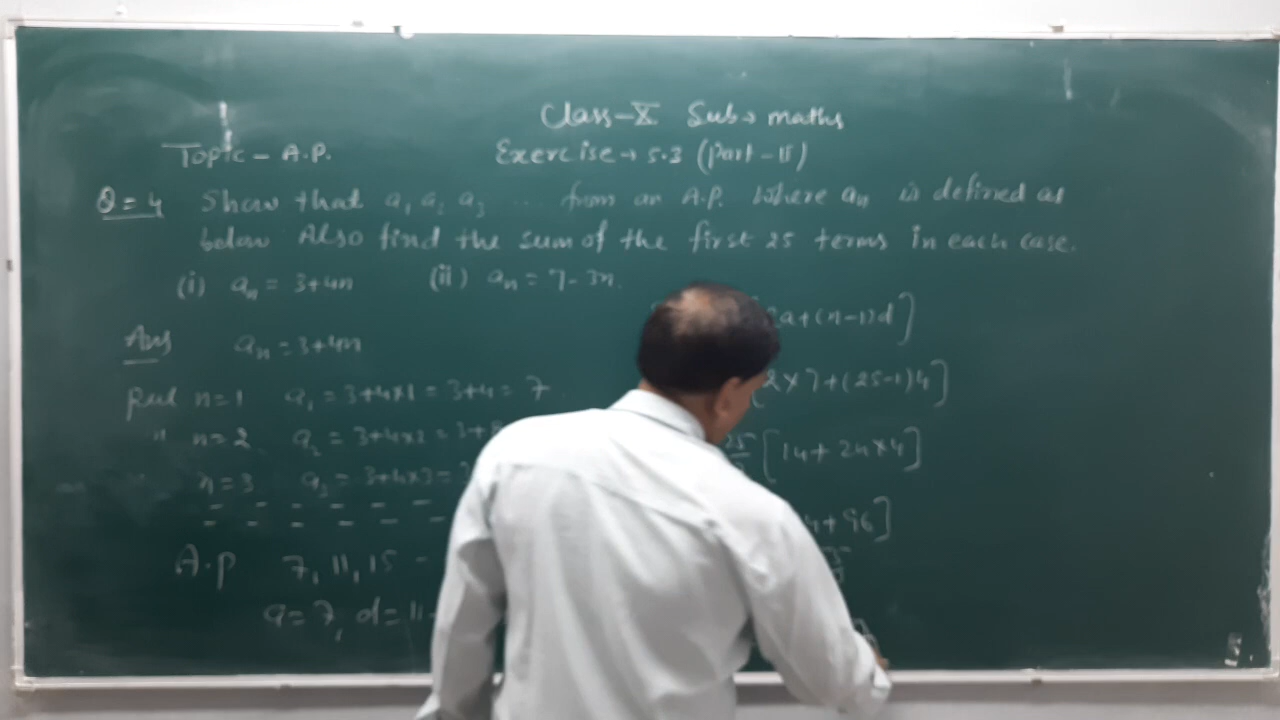 Class-X Sub→ maths
Topic - A.P.
Exercise→ 5.3 (Part-II)
Q=4 Show that a₁ a₂ a₃ ... from an A.P. Where aₙ is defined as
below Also find the sum of the first 25 terms in each case.
(i) aₙ = 3+4n (ii) aₙ = 7-3n.
Ans aₙ = 3+4n
put n=1 a₁ = 3+4×1 = 3+4 = 7
" n=2 a₂ = 3+4×2 = 3+8
n=3 a₃ = 3+4×3 =
A.p 7, 11, 15 -
a=7, d=11-
2a+(n-1)d]
[2×7+(25-1)4]
25 [14+24×4]
4+96]